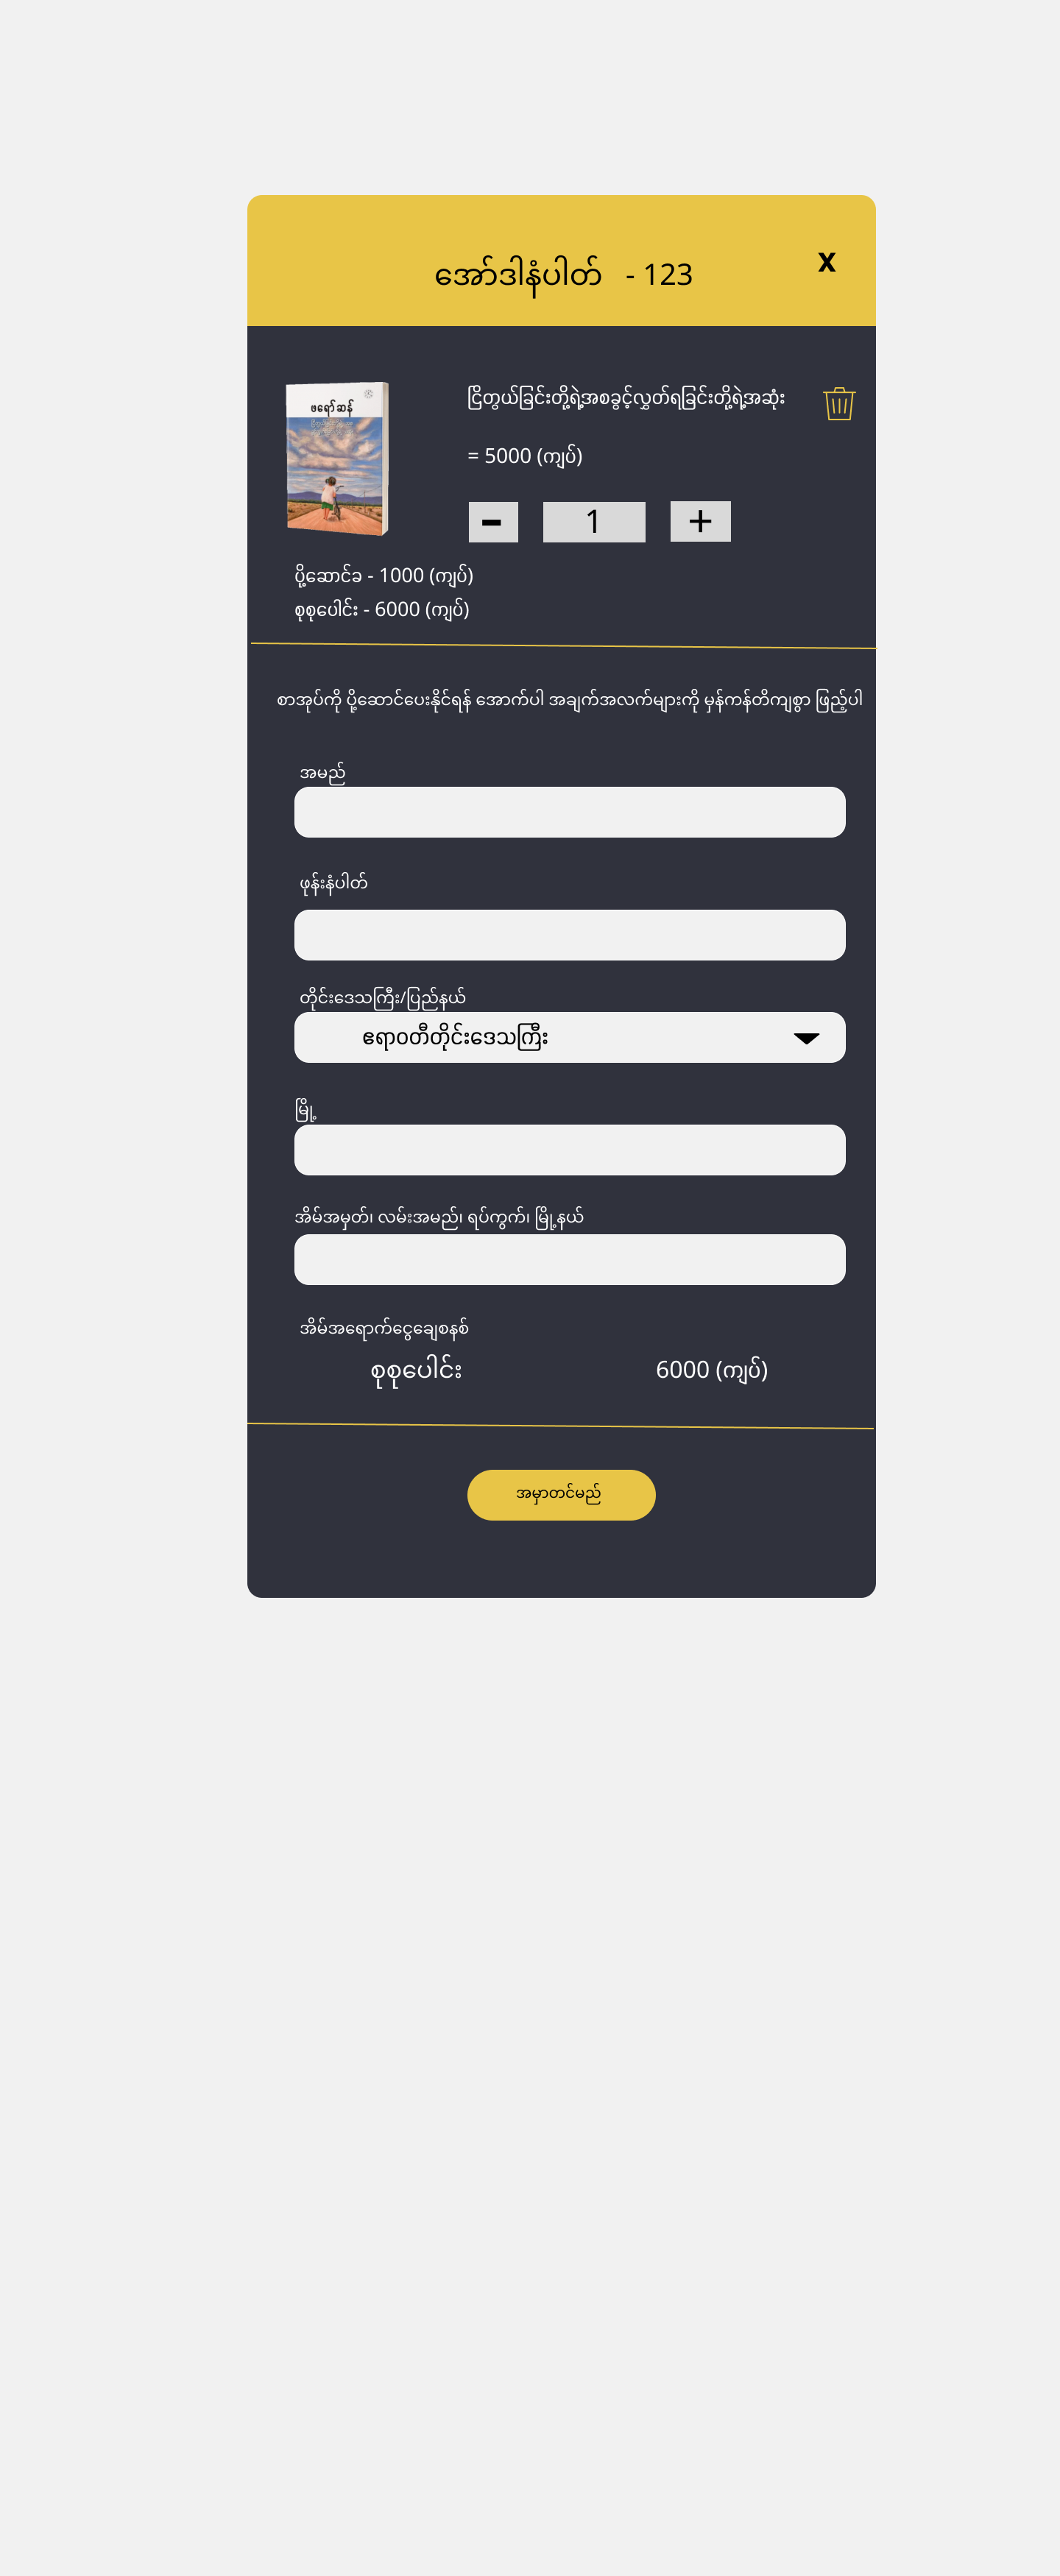 အော်ဒါနံပါတ် - 123
x
ဖရော်ဆန်
ငြိတွယ်ခြင်းတို့ရဲ့အစခွင့်လွှတ်ရခြင်းတို့ရဲ့အဆုံး
= 5000 (ကျပ်)
- 1 +
ပို့ဆောင်ခ - 1000 (ကျပ်)
စုစုပေါင်း - 6000 (ကျပ်)
စာအုပ်ကို ပို့ဆောင်ပေးနိုင်ရန် အောက်ပါ အချက်အလက်များကို မှန်ကန်တိကျစွာ ဖြည့်ပါ
အမည်
ဖုန်းနံပါတ်
တိုင်းဒေသကြီး/ပြည်နယ်
ဧရာဝတီတိုင်းဒေသကြီး
မြို့
အိမ်အမှတ်၊ လမ်းအမည်၊ ရပ်ကွက်၊ မြို့နယ်
အိမ်အရောက်ငွေချေစနစ်
စုစုပေါင်း 6000 (ကျပ်)
အမှာတင်မည်